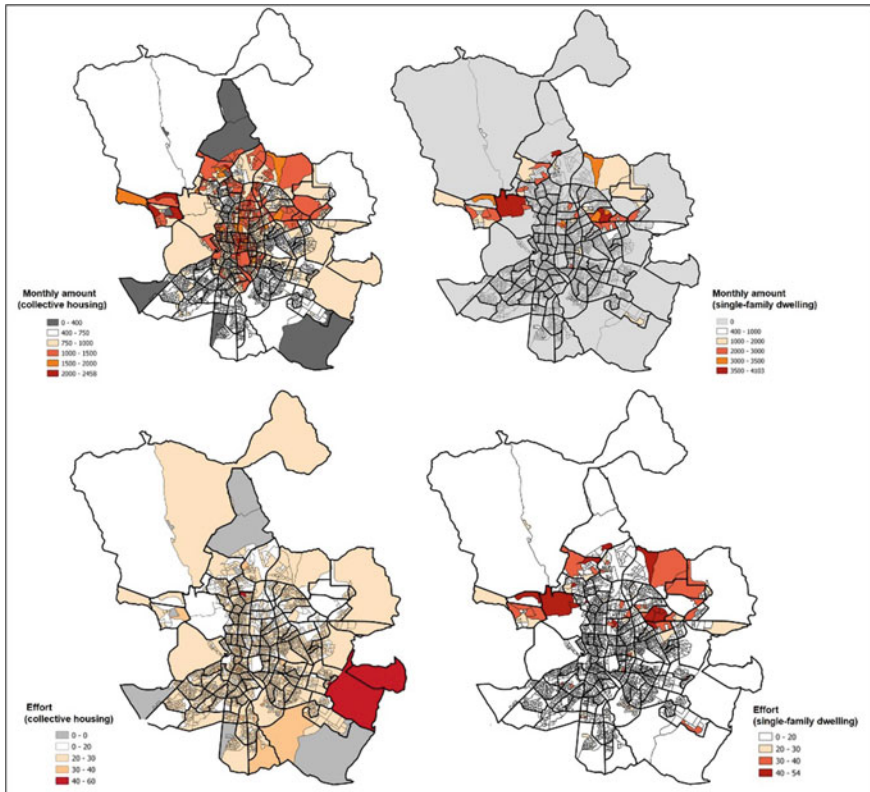 Monthly amount
(collective housing)
0 - 400
400 - 750
750 - 1000
1000 - 1500
1500 - 2000
2000 - 2458
Monthly amount
(single-family dwelling)
0
400 - 1000
1000 - 2000
2000 - 3000
3000 - 3500
3500 - 4103
Effort
(collective housing)
0 - 0
0 - 20
20 - 30
30 - 40
40 - 60
Effort
(single-family dwelling)
0 - 20
20 - 30
30 - 40
40 - 54